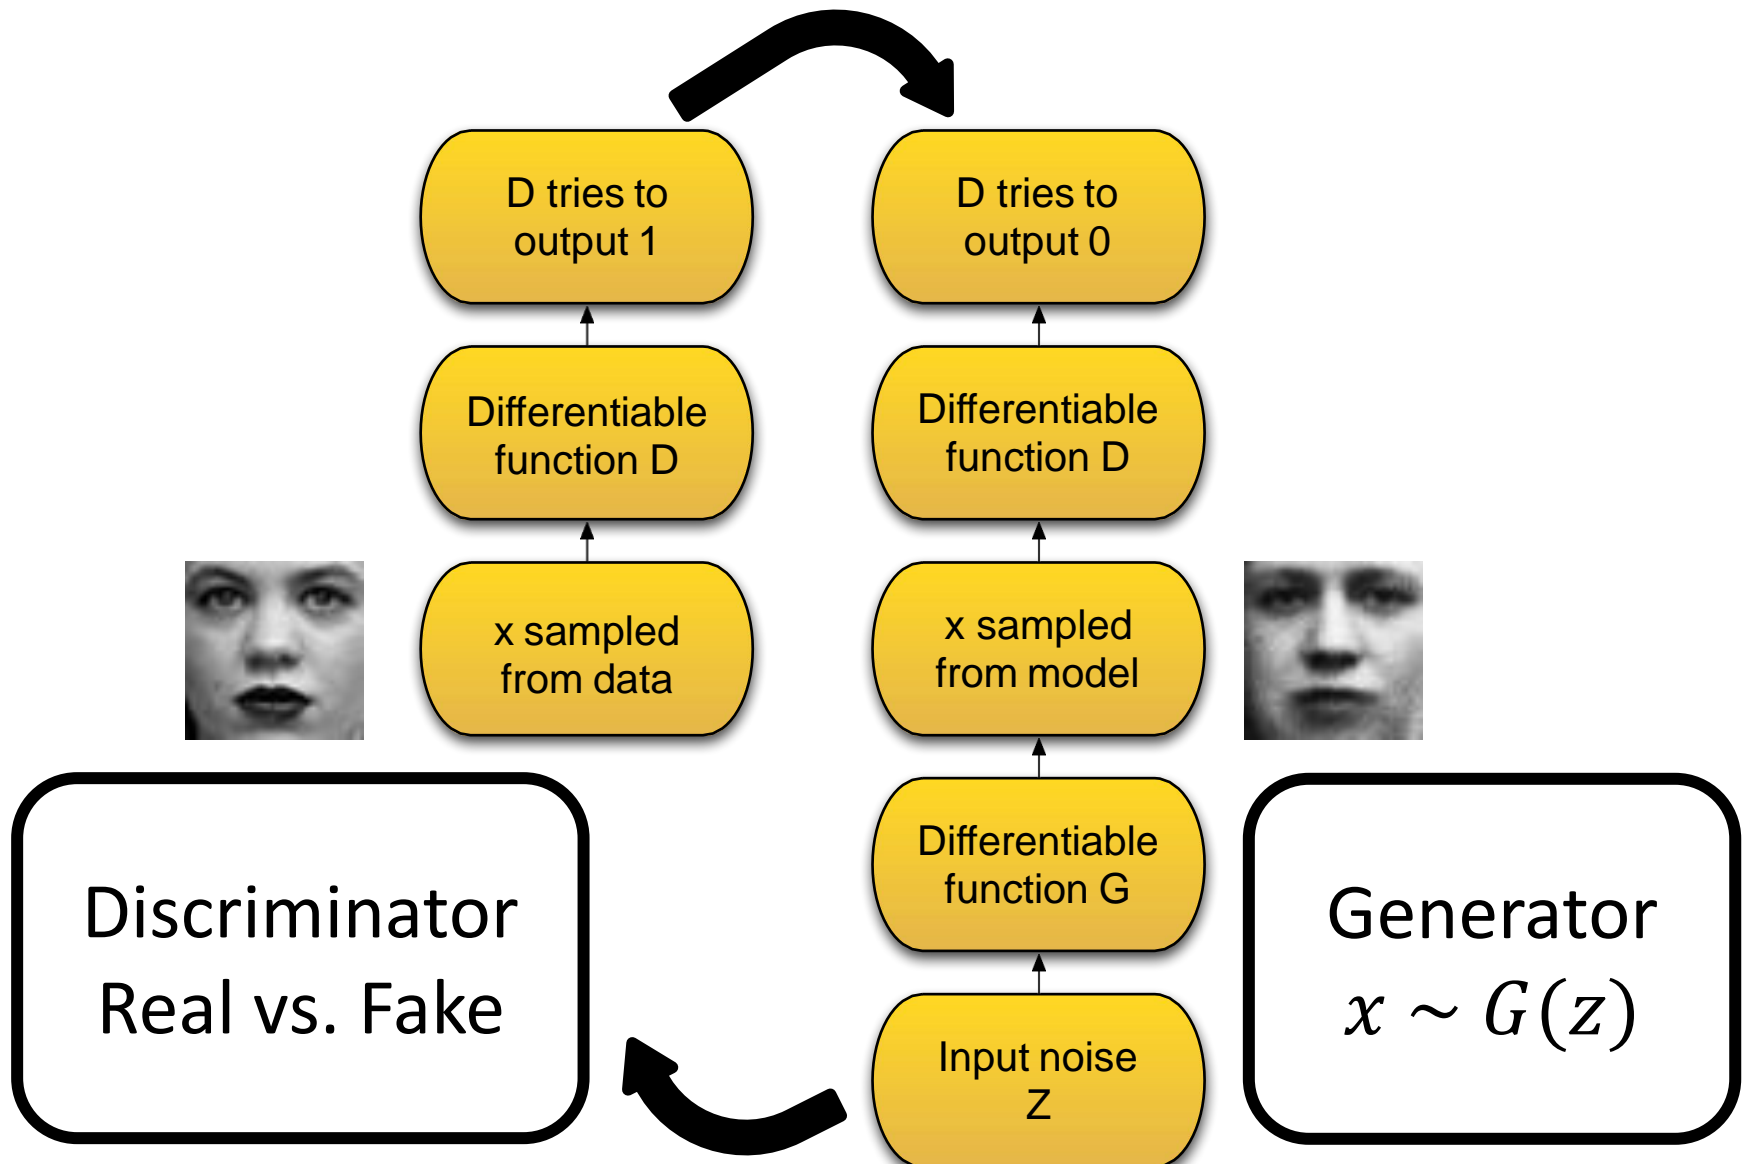 D tries to
output 1
Differentiable
function D
x sampled
from data
D tries to
output 0
Differentiable
function D
x sampled
from model
Differentiable
function G
Input noise
Z
Discriminator
Real vs. Fake
Generator
x ~ G(z)